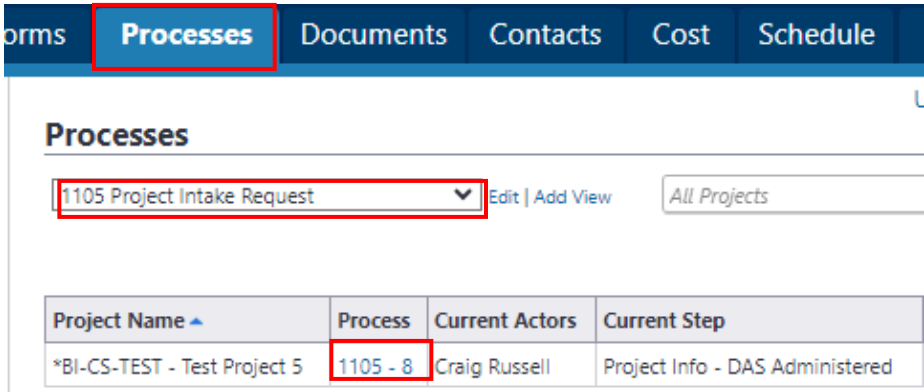 orms Processes Documents Contacts Cost Schedule
U
Processes
1105 Project Intake Request Edit | Add View All Projects
Project Name Process Current Actors Current Step
*BI-CS-TEST - Test Project 5 1105 - 8 Craig Russell Project Info - DAS Administered